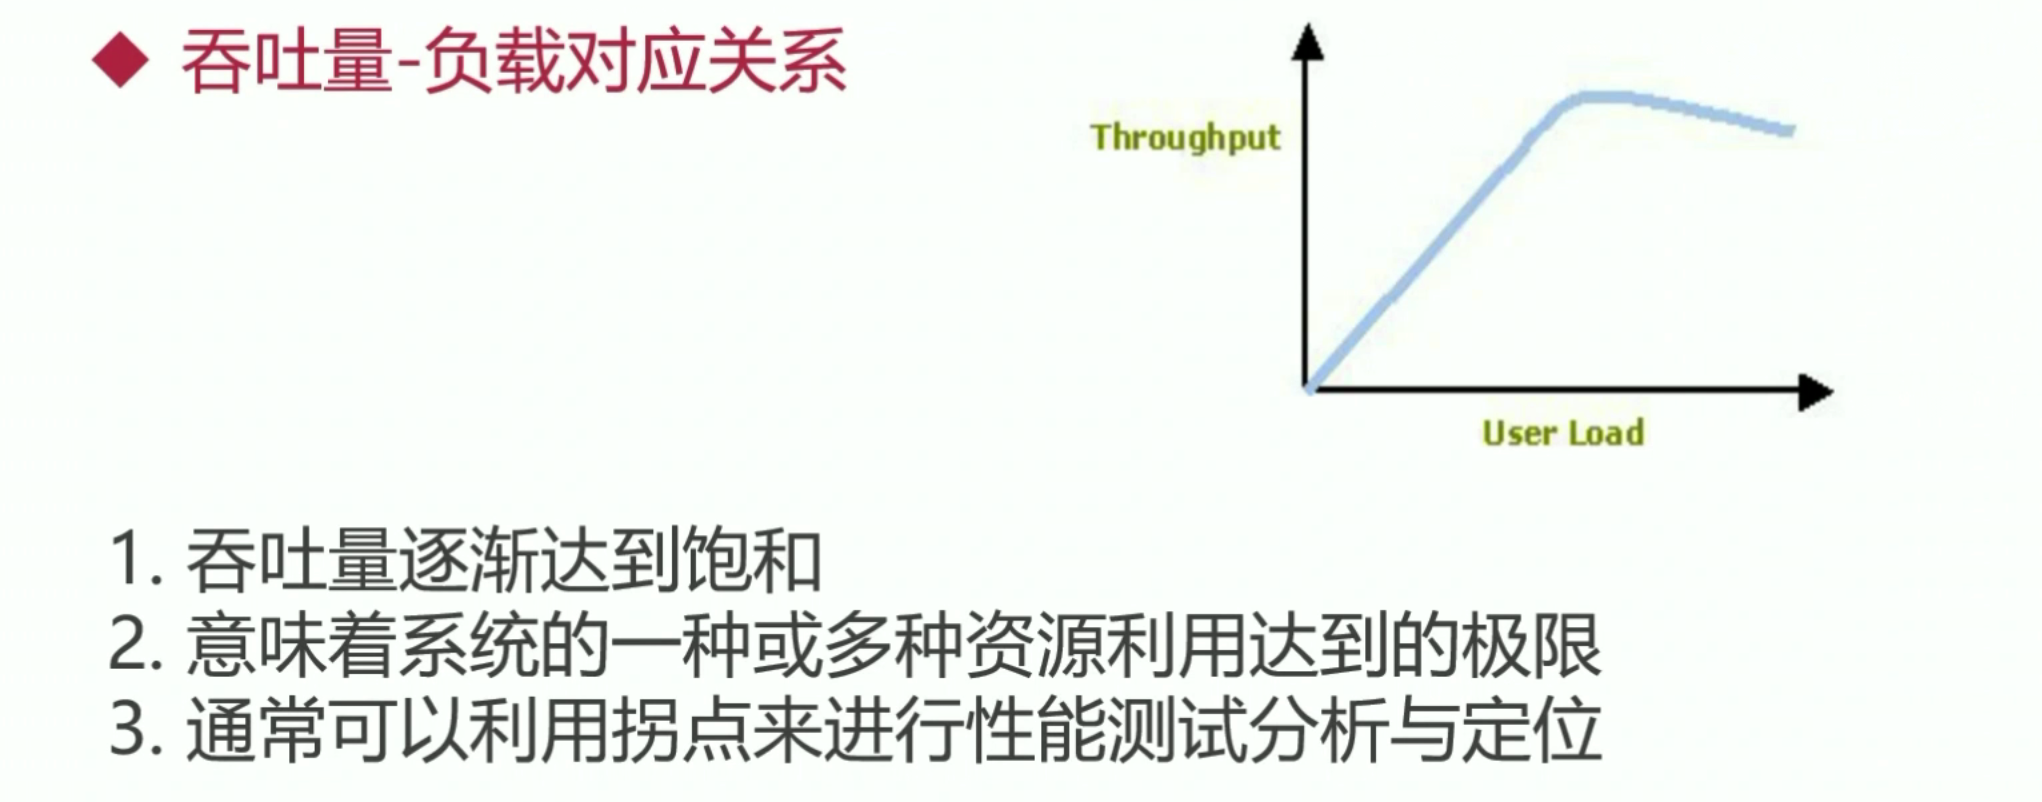 吞吐量-负载对应关系
Throughput
User Load
1. 吞吐量逐渐达到饱和
2. 意味着系统的一种或多种资源利用达到的极限
3. 通常可以利用拐点来进行性能测试分析与定位